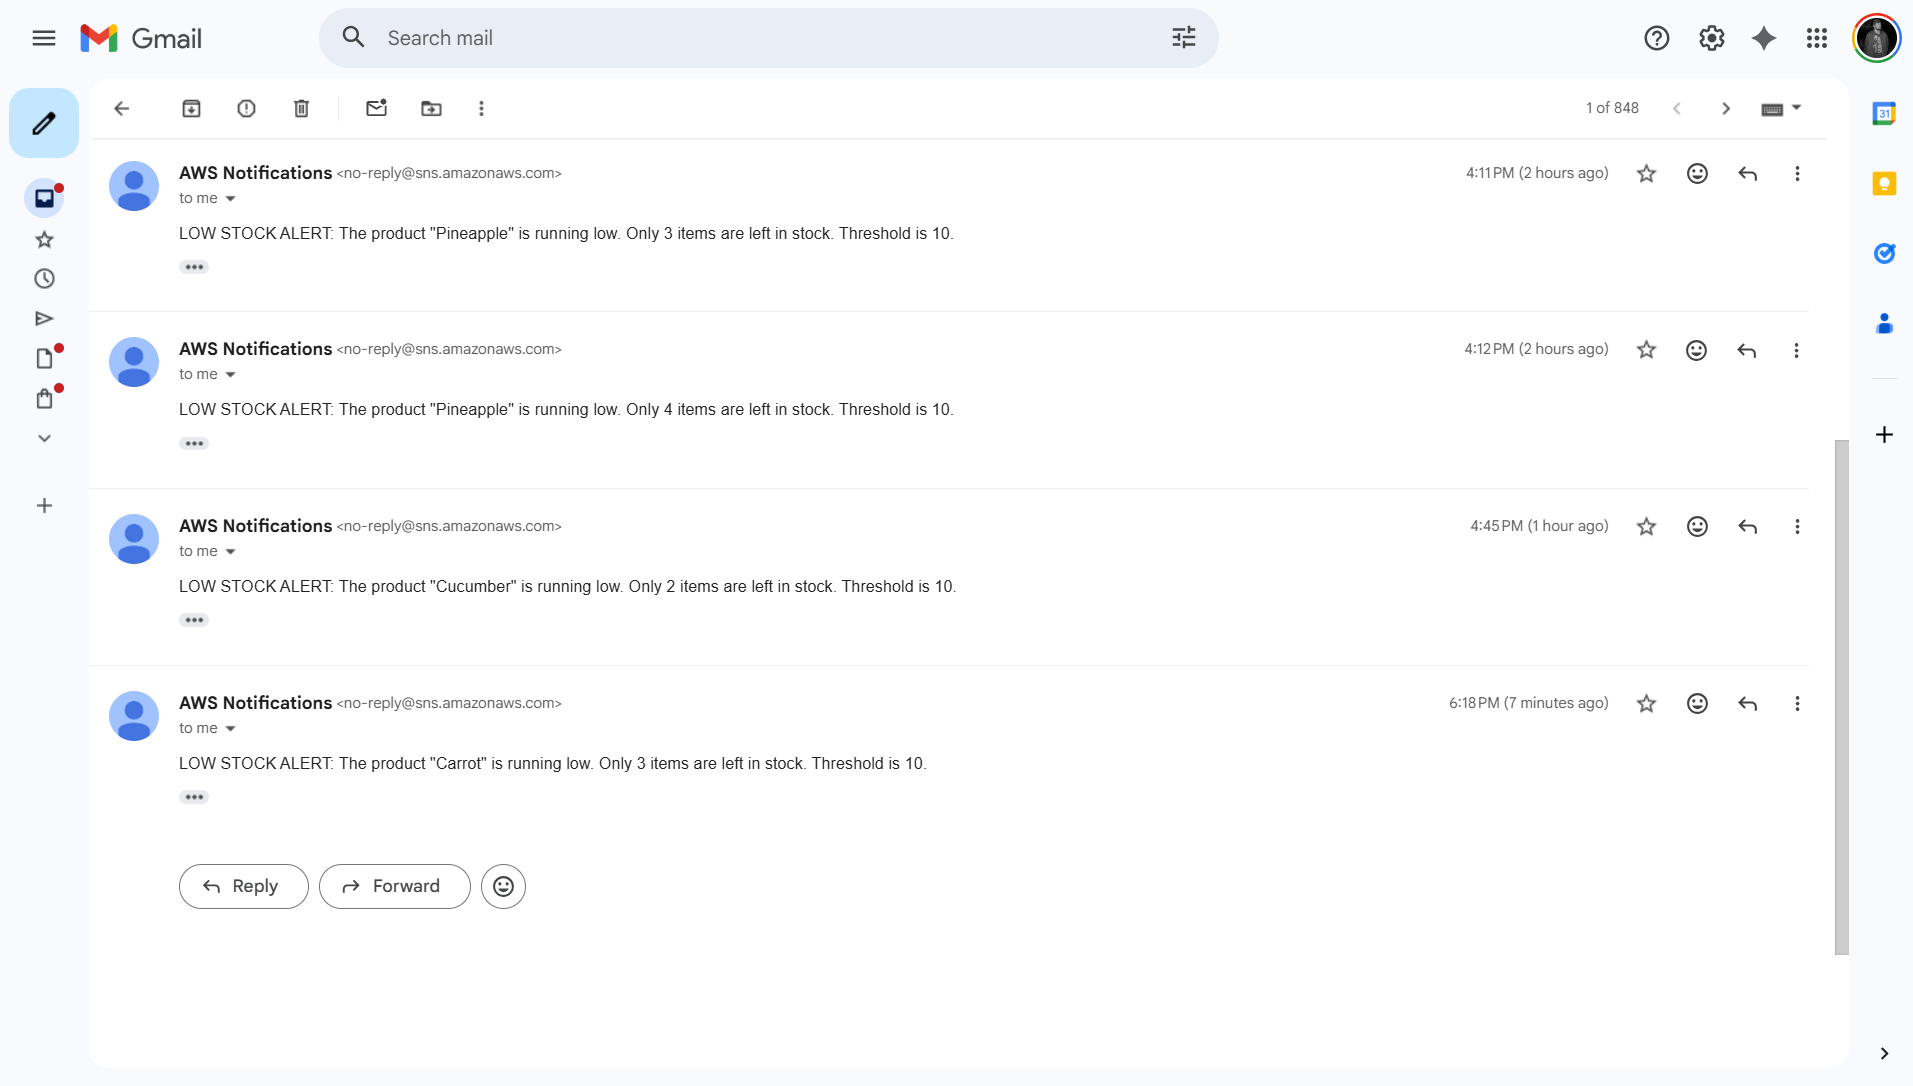 Gmail
Search mail
1 of 848
AWS Notifications <no-reply@sns.amazonaws.com>
4:11 PM (2 hours ago)
to me
LOW STOCK ALERT: The product "Pineapple" is running low. Only 3 items are left in stock. Threshold is 10.
AWS Notifications <no-reply@sns.amazonaws.com>
4:12 PM (2 hours ago)
to me
LOW STOCK ALERT: The product "Pineapple" is running low. Only 4 items are left in stock. Threshold is 10.
AWS Notifications <no-reply@sns.amazonaws.com>
4:45 PM (1 hour ago)
to me
LOW STOCK ALERT: The product "Cucumber" is running low. Only 2 items are left in stock. Threshold is 10.
AWS Notifications <no-reply@sns.amazonaws.com>
6:18 PM (7 minutes ago)
to me
LOW STOCK ALERT: The product "Carrot" is running low. Only 3 items are left in stock. Threshold is 10.
Reply
Forward
31